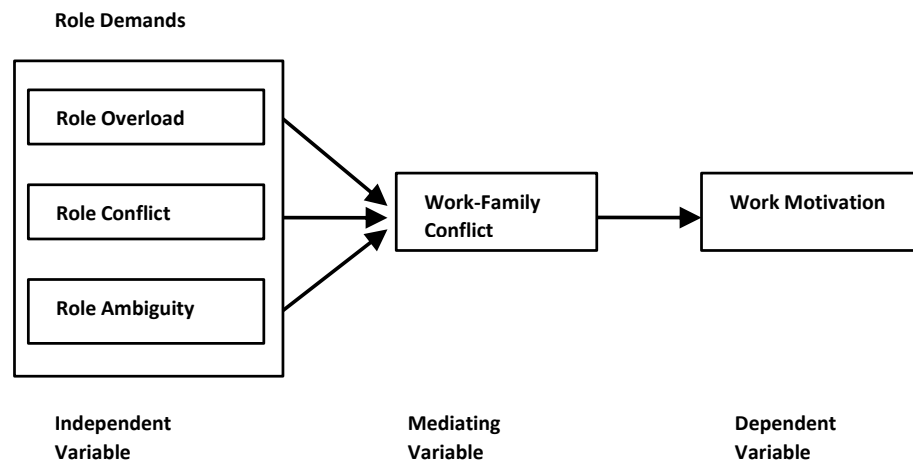 Role Demands
Role Overload
Role Conflict
Role Ambiguity
Work-Family
Conflict
Work Motivation
Independent
Variable
Mediating
Variable
Dependent
Variable